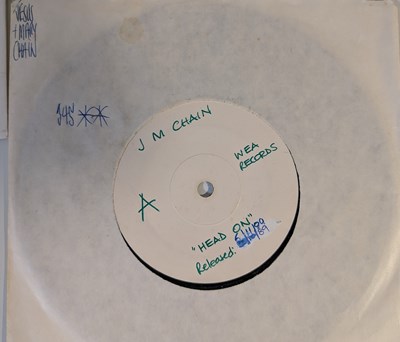 JESUS
+ MARY
CHAIN
J M CHAIN
WEA
RECORDS
A
"HEAD ON"
Released: